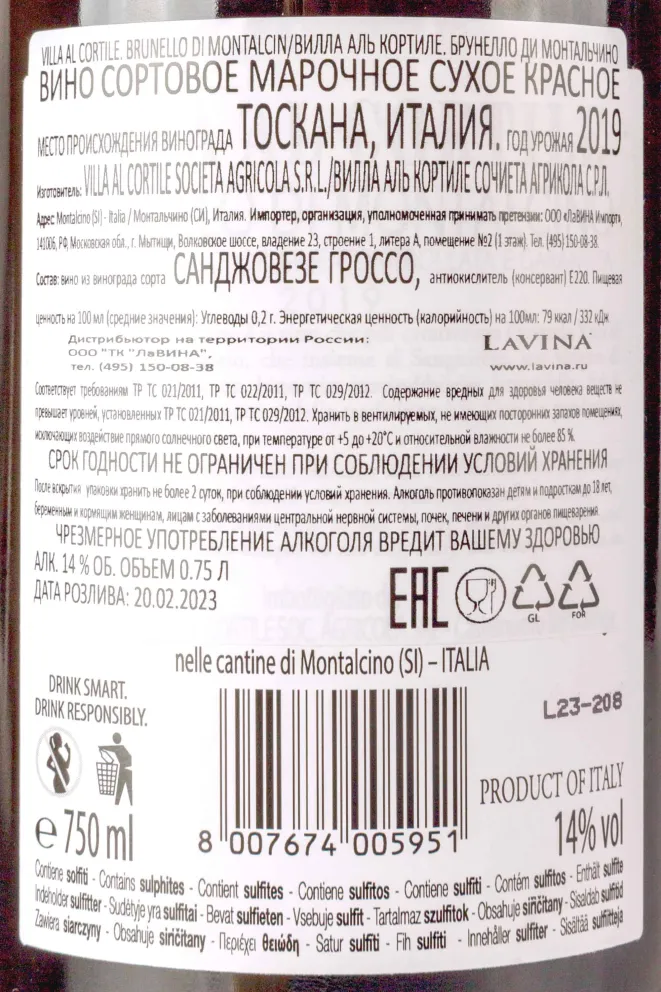 VILLA AL CORTILE. BRUNELLO DI MONTALCIN/ВИЛЛА АЛЬ КОРТИЛЕ. БРУНЕЛЛО ДИ МОНТАЛЬЧИНО
ВИНО СОРТОВОЕ МАРОЧНОЕ СУХОЕ КРАСНОЕ
МЕСТО ПРОИСХОЖДЕНИЯ ВИНОГРАДА ТОСКАНА, ИТАЛИЯ. ГОД УРОЖАЯ 2019
Изготовитель: VILLA AL CORTILE SOCIETA AGRICOLA S.R.L./ВИЛЛА АЛЬ КОРТИЛЕ СОЧИЕТА АГРИКОЛА С.Р.Л.
Адрес: Montalcino (SI) - Italia / Монтальчино (СИ), Италия. Импортер, организация, уполномоченная принимать претензии: ООО «ЛаВИНА Импорт»,
141006, РФ, Московская обл., г. Мытищи, Волковское шоссе, владение 23, строение 1, литера А, помещение №2 (1 этаж). Тел. (495) 150-08-38.
Состав: вино из винограда сорта САНДЖОВЕЗЕ ГРОССО, антиокислитель (консервант) Е220. Пищевая
ценность на 100 мл (средние значения): Углеводы 0,2 г. Энергетическая ценность (калорийность) на 100мл: 79 ккал / 332 кДж
Дистрибьютор на территории России:
ООО "ТК "ЛаВИНА",
тел. (495) 150-08-38
LAVINA
www.lavina.ru
Соответствует требованиям ТР ТС 021/2011, ТР ТС 022/2011, ТР ТС 029/2012. Содержание вредных для здоровья человека веществ не
превышает уровней, установленных ТР ТС 021/2011, ТР ТС 029/2012. Хранить в вентилируемых, не имеющих посторонних запахов помещениях,
исключающих воздействие прямого солнечного света, при температуре от +5 до +20°С и относительной влажности не более 85 %.
СРОК ГОДНОСТИ НЕ ОГРАНИЧЕН ПРИ СОБЛЮДЕНИИ УСЛОВИЙ ХРАНЕНИЯ
После вскрытия упаковки хранить не более 2 суток, при соблюдении условий хранения. Алкоголь противопоказан детям и подросткам до 18 лет,
беременным и кормящим женщинам, лицам с заболеваниями центральной нервной системы, почек, печени и других органов пищеварения.
ЧРЕЗМЕРНОЕ УПОТРЕБЛЕНИЕ АЛКОГОЛЯ ВРЕДИТ ВАШЕМУ ЗДОРОВЬЮ
АЛК. 14 % ОБ. ОБЪЕМ 0.75 Л
ДАТА РОЗЛИВА: 20.02.2023
EAC
GL
FOR
nelle cantine di Montalcino (SI) – ITALIA
DRINK SMART.
DRINK RESPONSIBLY.
L23-208
PRODUCT OF ITALY
e 750 ml
8 007674 005951
14% vol
Contiene solfiti - Contains sulphites - Contient sulfites - Contiene sulfitos - Contiene sulfiti - Contém sulfitos - Enthält sulfite
Indeholder sulfitter - Sudėtyje yra sulfitai - Bevat sulfieten - Vsebuje sulfit - Tartalmaz szulfitok - Obsahuje siřičitany - Sisaldab sulfitid
Zawiera siarczyny - Obsahuje siričitany - Περιέχει θειώδη - Satur sulfiti - Fih sulfiti - Innehåller sulfiter - Sisältää sulfiitteja